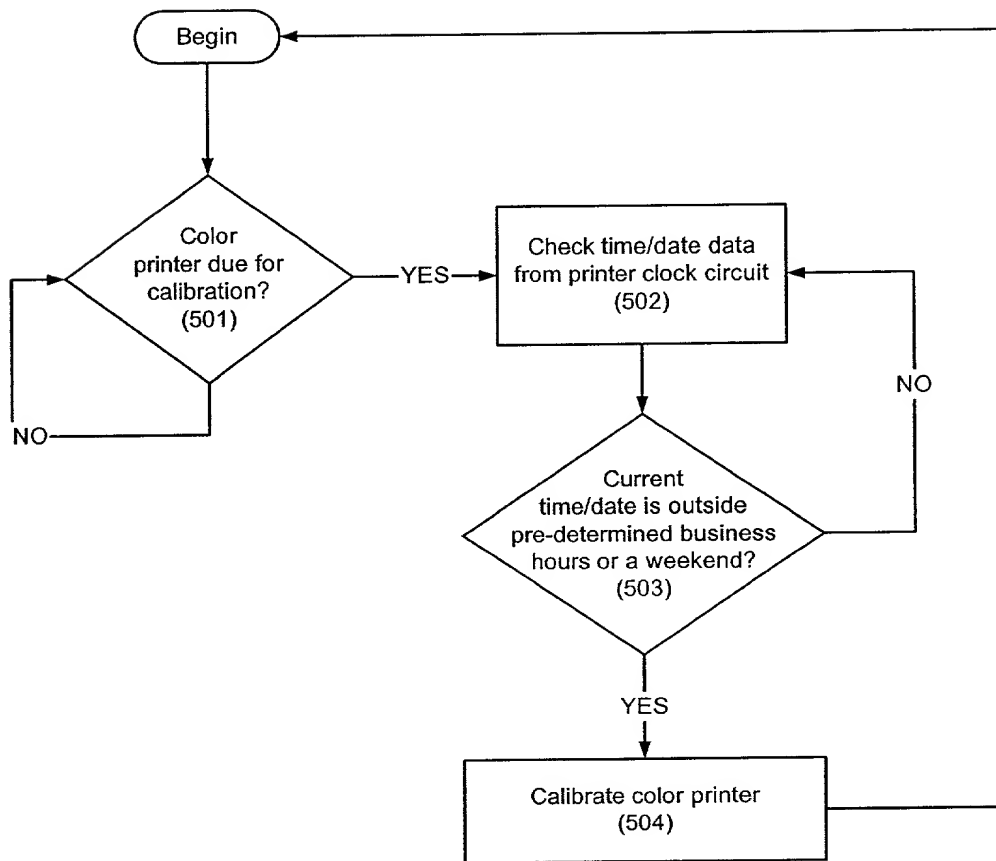 Begin
Color
printer due for
calibration?
(501)
YES
NO
Check time/date data
from printer clock circuit
(502)
NO
Current
time/date is outside
pre-determined business
hours or a weekend?
(503)
YES
Calibrate color printer
(504)